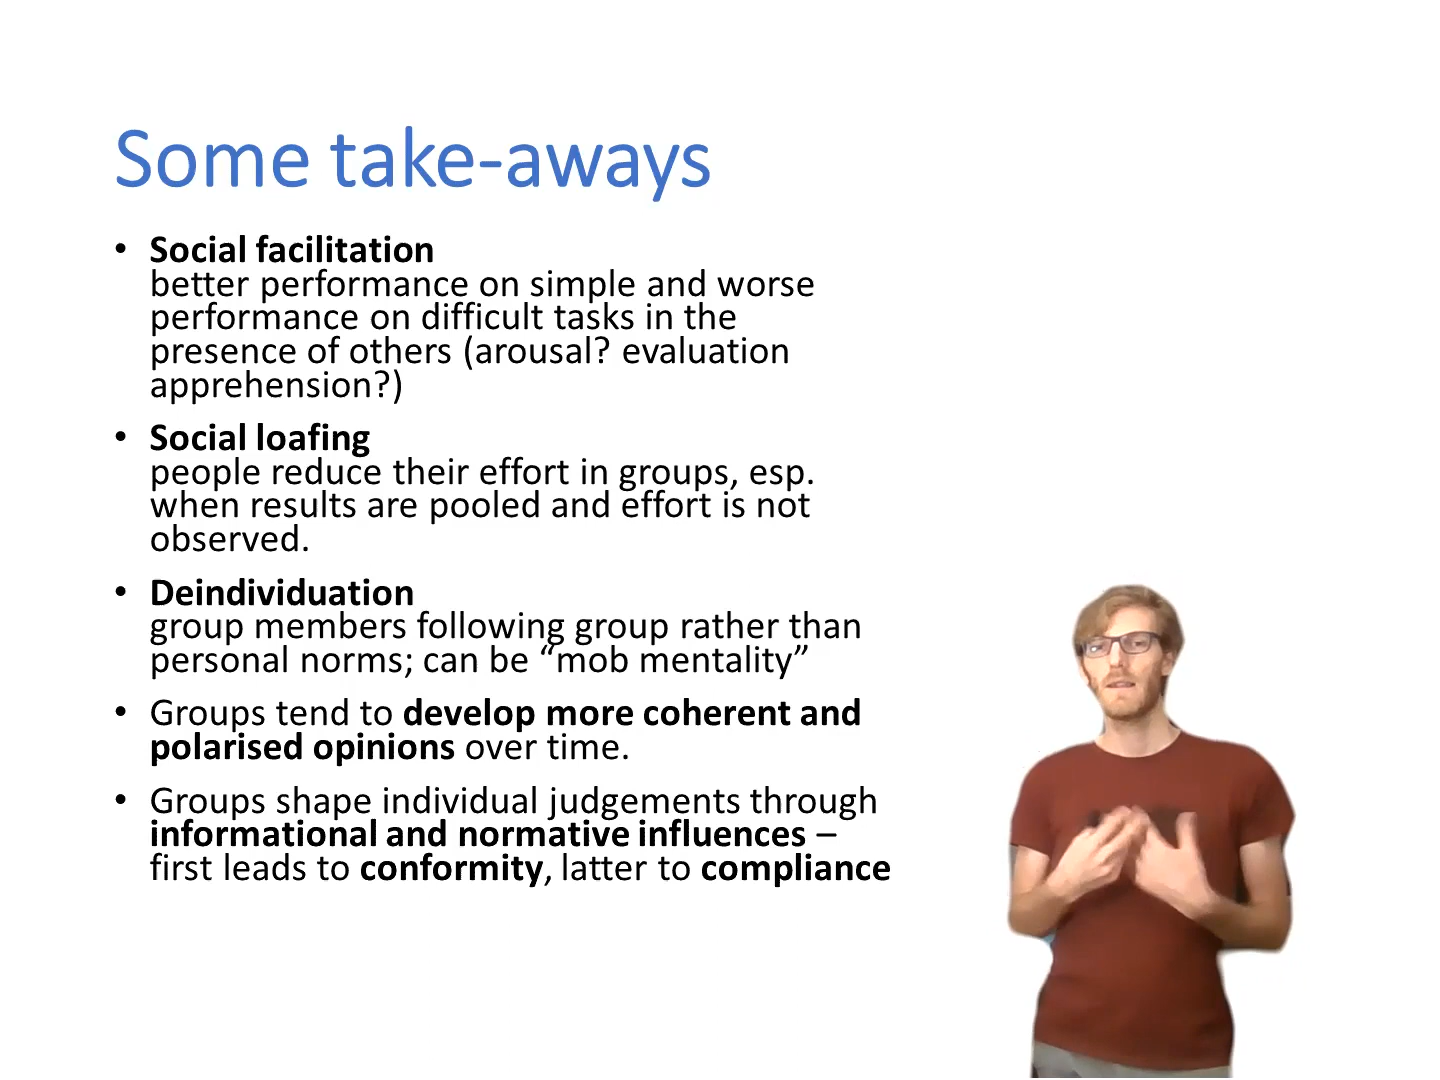 Some take-aways
• Social facilitation
better performance on simple and worse
performance on difficult tasks in the
presence of others (arousal? evaluation
apprehension?)
• Social loafing
people reduce their effort in groups, esp.
when results are pooled and effort is not
observed.
• Deindividuation
group members following group rather than
personal norms; can be “mob mentality”
• Groups tend to develop more coherent and
polarised opinions over time.
• Groups shape individual judgements through
informational and normative influences –
first leads to conformity, latter to compliance